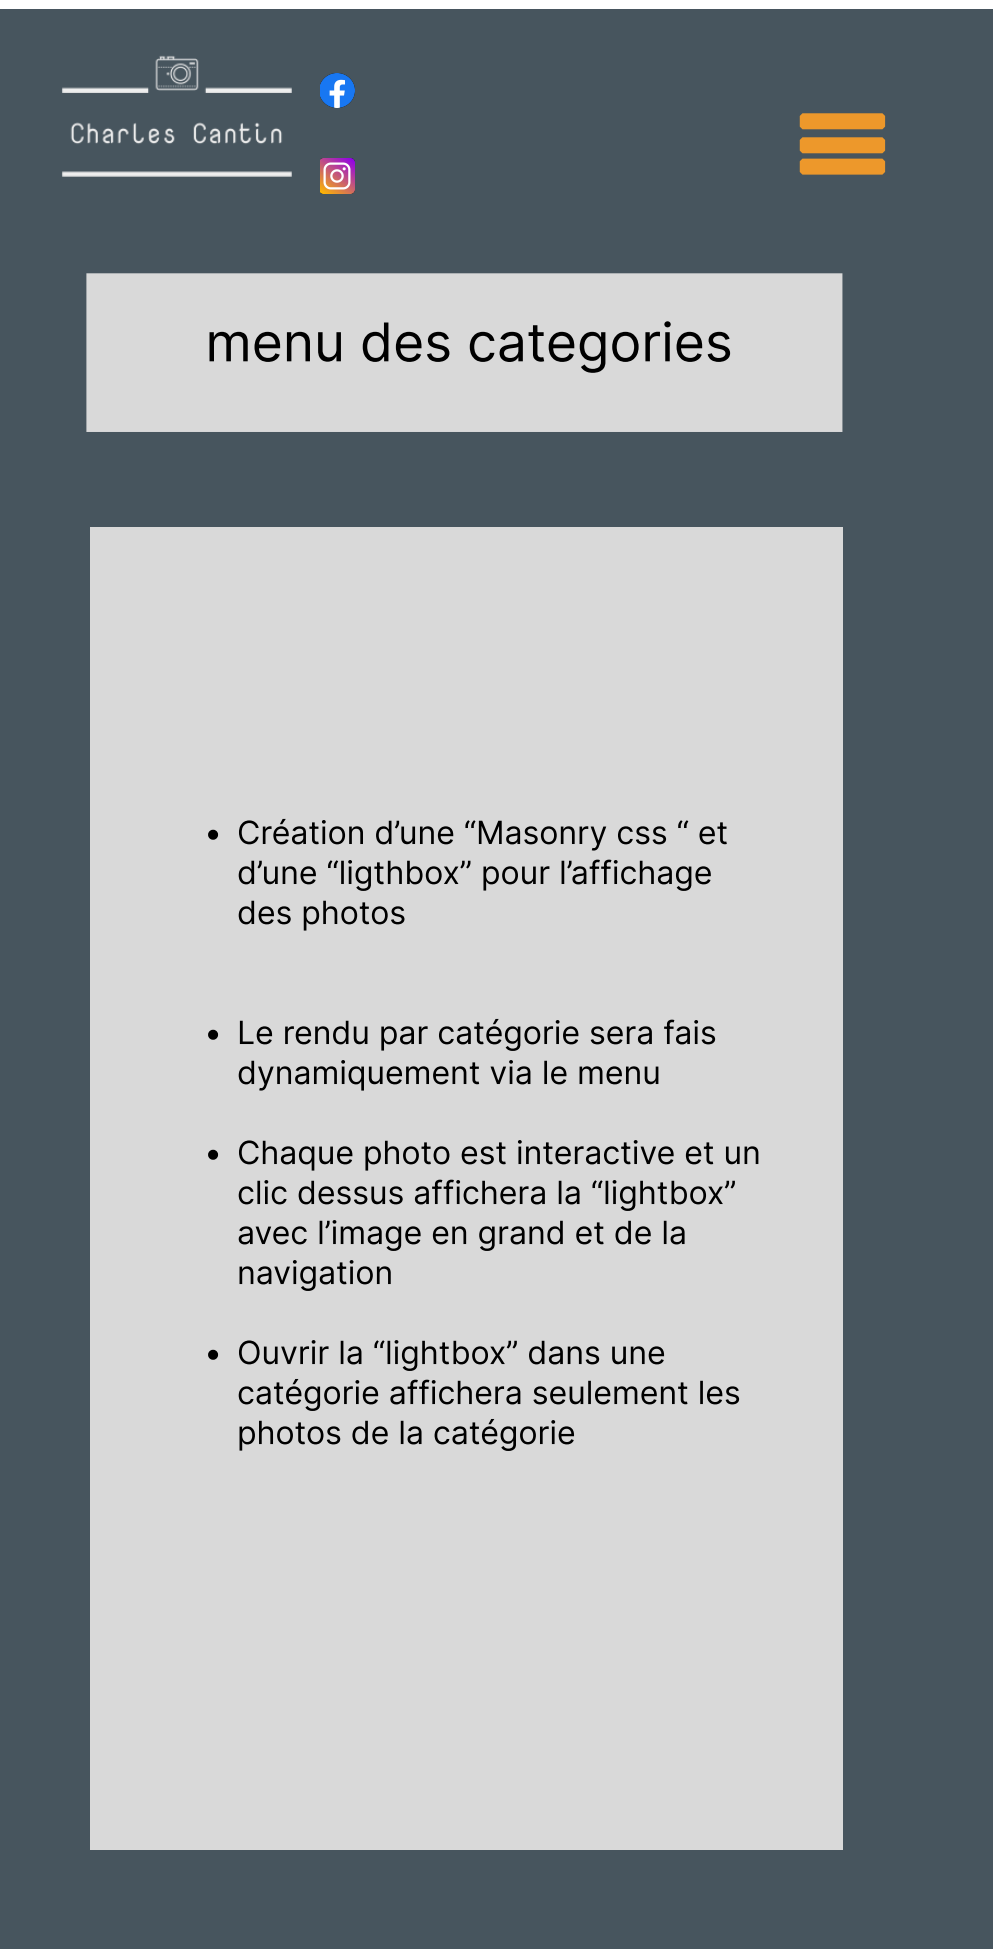 Charles Cantin
menu des categories
• Création d’une “Masonry css “ et
d’une “ligthbox” pour l’affichage
des photos
• Le rendu par catégorie sera fais
dynamiquement via le menu
• Chaque photo est interactive et un
clic dessus affichera la “lightbox”
avec l’image en grand et de la
navigation
• Ouvrir la “lightbox” dans une
catégorie affichera seulement les
photos de la catégorie